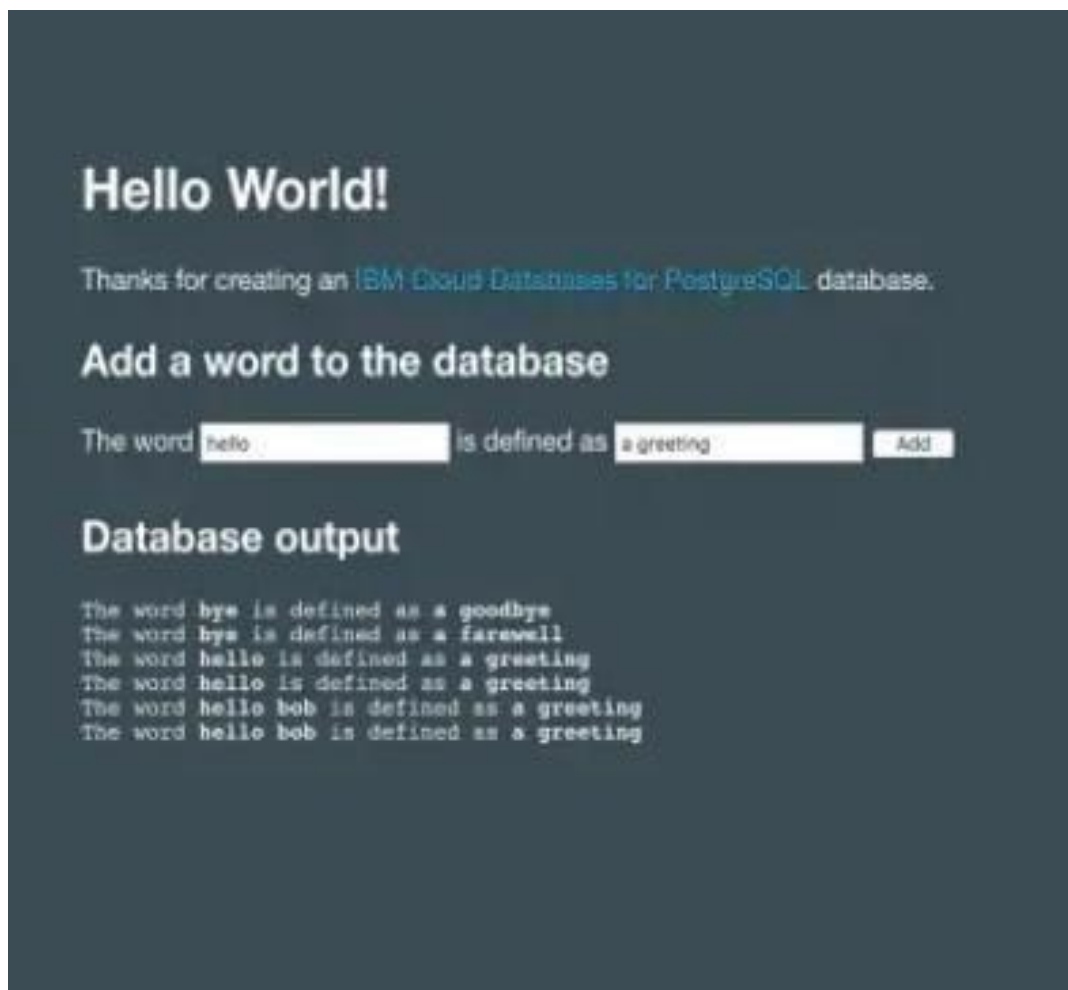 Hello World!
Thanks for creating an IBM Cloud Databases for PostgreSQL database.
Add a word to the database
The word hello is defined as a greeting Add
Database output
The word bye is defined as a goodbye
The word bye is defined as a farewell
The word hello is defined as a greeting
The word hello is defined as a greeting
The word hello bob is defined as a greeting
The word hello bob is defined as a greeting